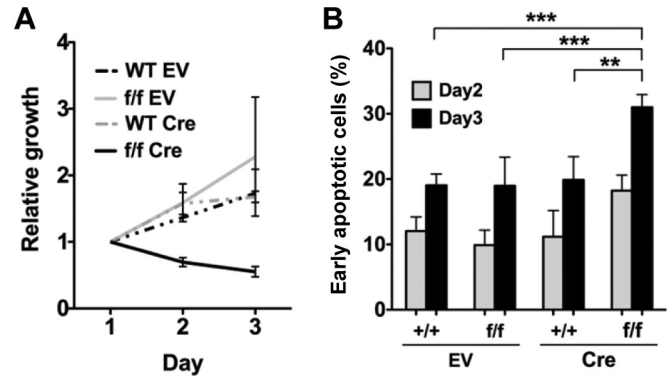 A
4
3
2
1
0
Relative growth
WT EV
f/f EV
WT Cre
f/f Cre
1 2 3
Day
B
***
***
**
40
30
20
10
0
Early apoptotic cells (%)
Day2
Day3
+/+ f/f +/+ f/f
EV Cre